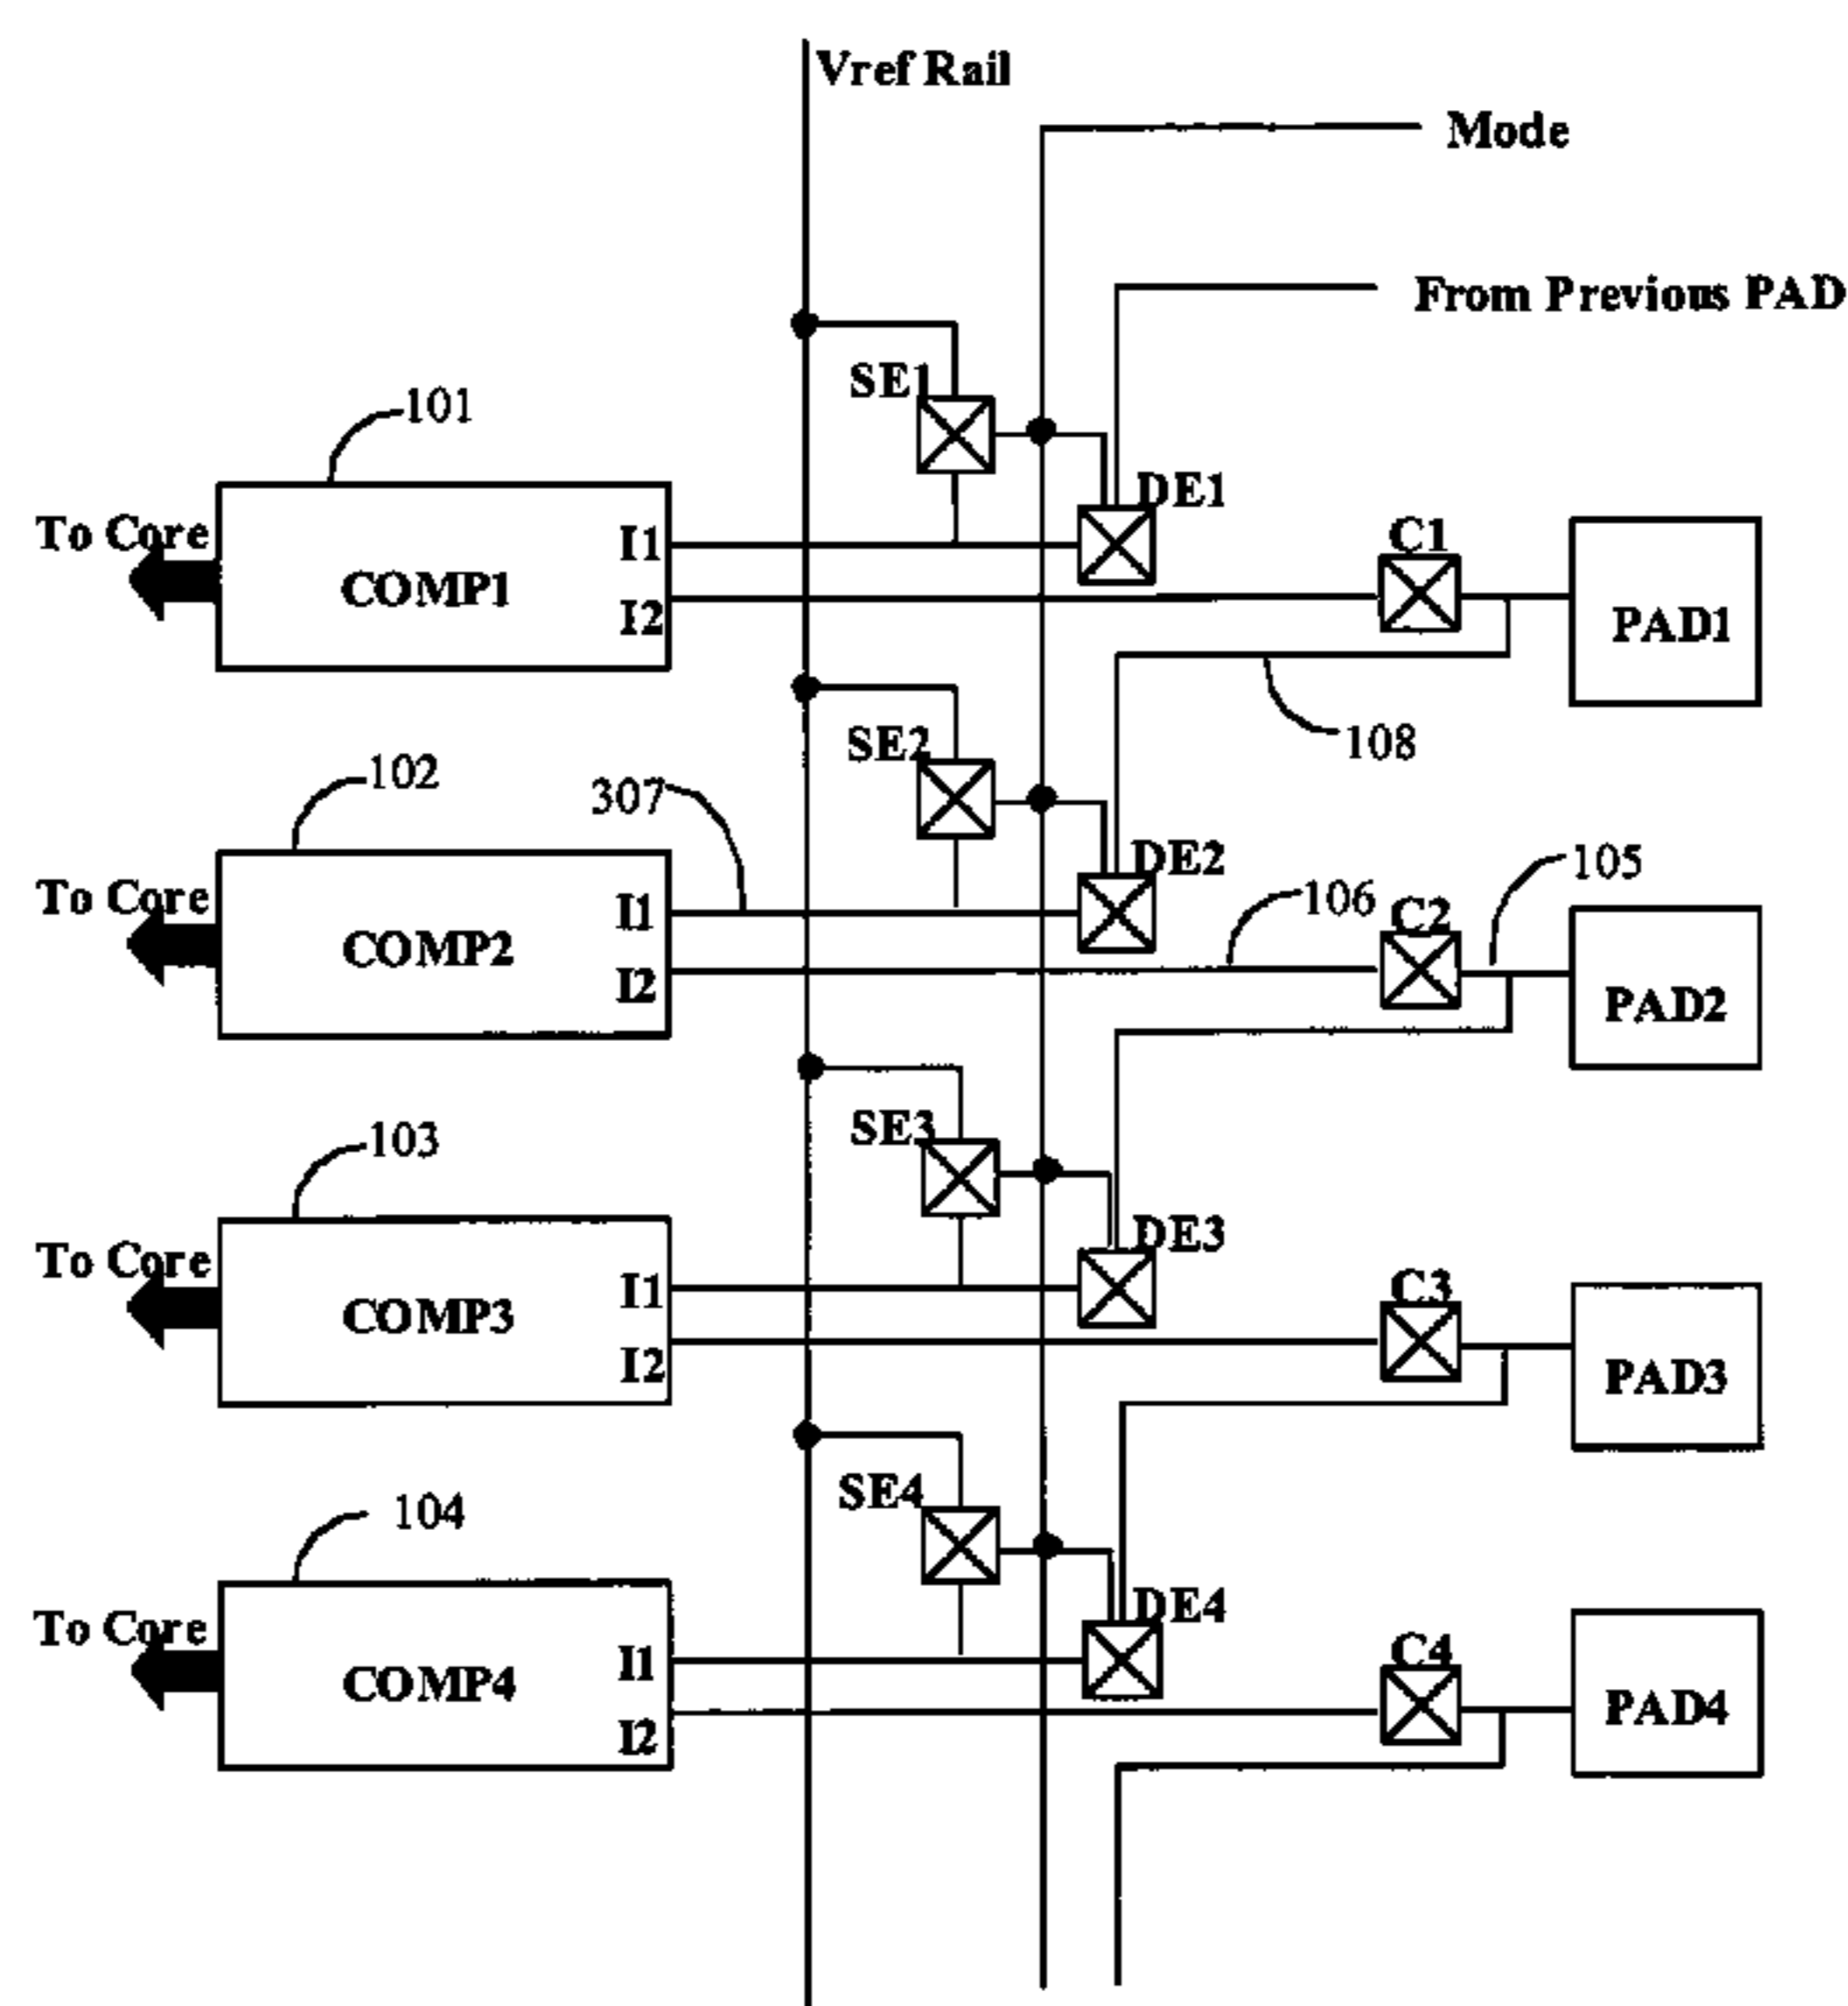 Vref Rail
Mode
From Previous PAD
SE1
101
DE1
To Core
I1
C1
COMP1
I2
PAD1
SE2
108
102
307
DE2
105
To Core
I1
106
C2
COMP2
I2
PAD2
SE3
103
DE3
To Core
I1
C3
COMP3
I2
PAD3
SE4
104
DE4
To Core
I1
C4
COMP4
I2
PAD4